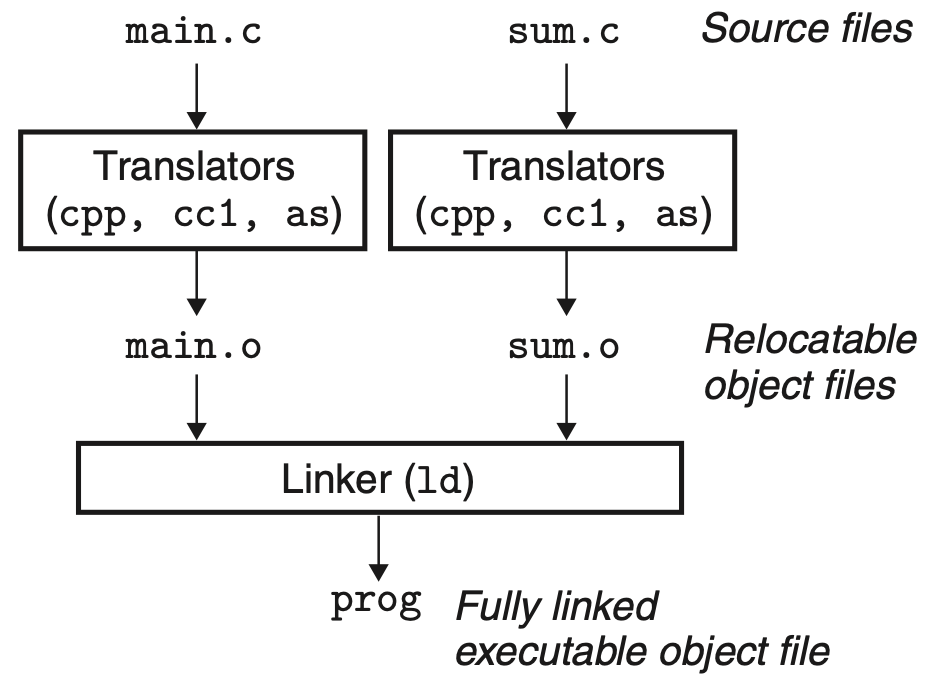 main.c
sum.c
Source files
Translators
(cpp, cc1, as)
Translators
(cpp, cc1, as)
main.o
sum.o
Relocatable
object files
Linker (ld)
prog
Fully linked
executable object file